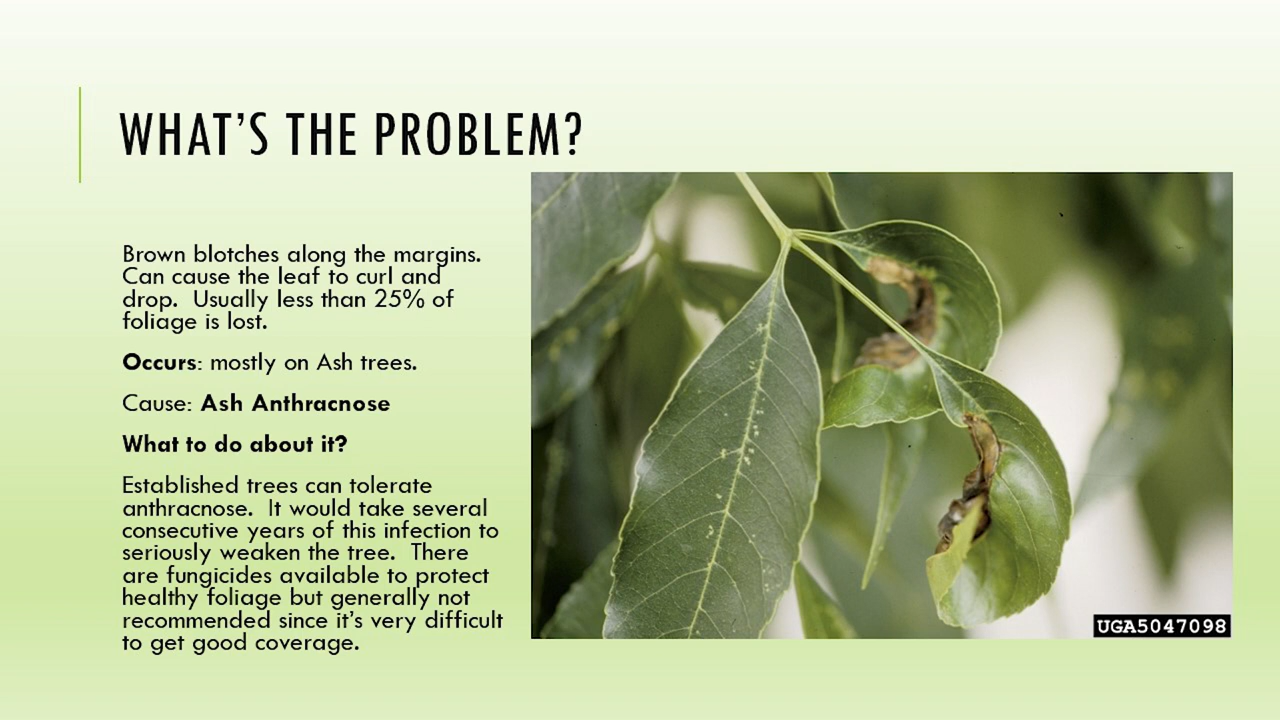 WHAT'S THE PROBLEM?
Brown blotches along the margins.
Can cause the leaf to curl and
drop.  Usually less than 25% of
foliage is lost.
Occurs: mostly on Ash trees.
Cause: Ash Anthracnose
What to do about it?
Established trees can tolerate
anthracnose.  It would take several
consecutive years of this infection to
seriously weaken the tree.  There
are fungicides available to protect
healthy foliage but generally not
recommended since it's very difficult
to get good coverage.
UGA5047098